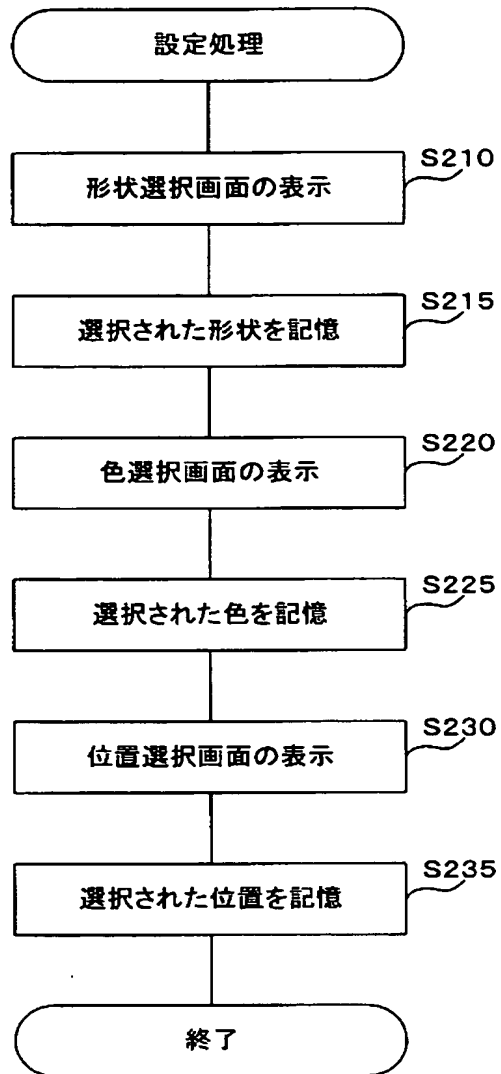 設定処理
S210
形状選択画面の表示
S215
選択された形状を記憶
S220
色選択画面の表示
S225
選択された色を記憶
S230
位置選択画面の表示
S235
選択された位置を記憶
終了